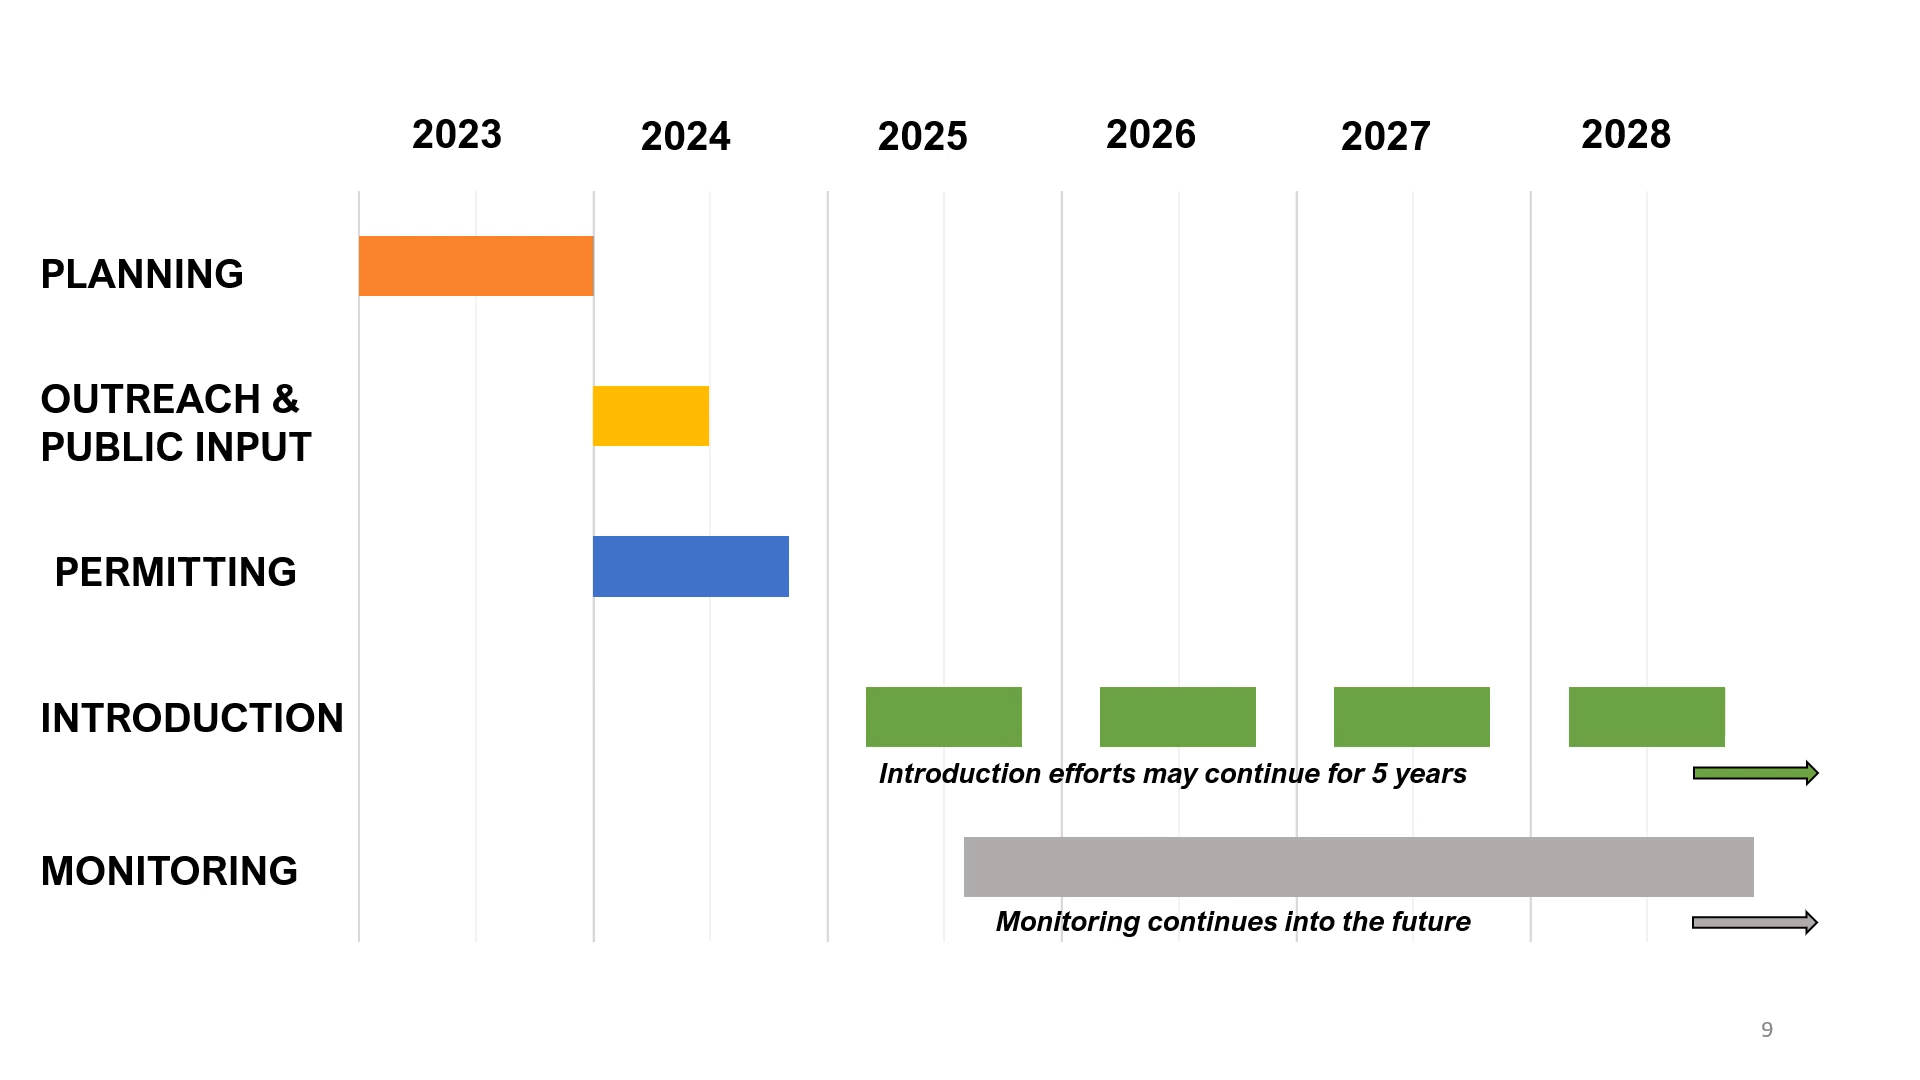 2023 2024 2025 2026 2027 2028
PLANNING
OUTREACH &
PUBLIC INPUT
PERMITTING
INTRODUCTION
Introduction efforts may continue for 5 years
MONITORING
Monitoring continues into the future
9